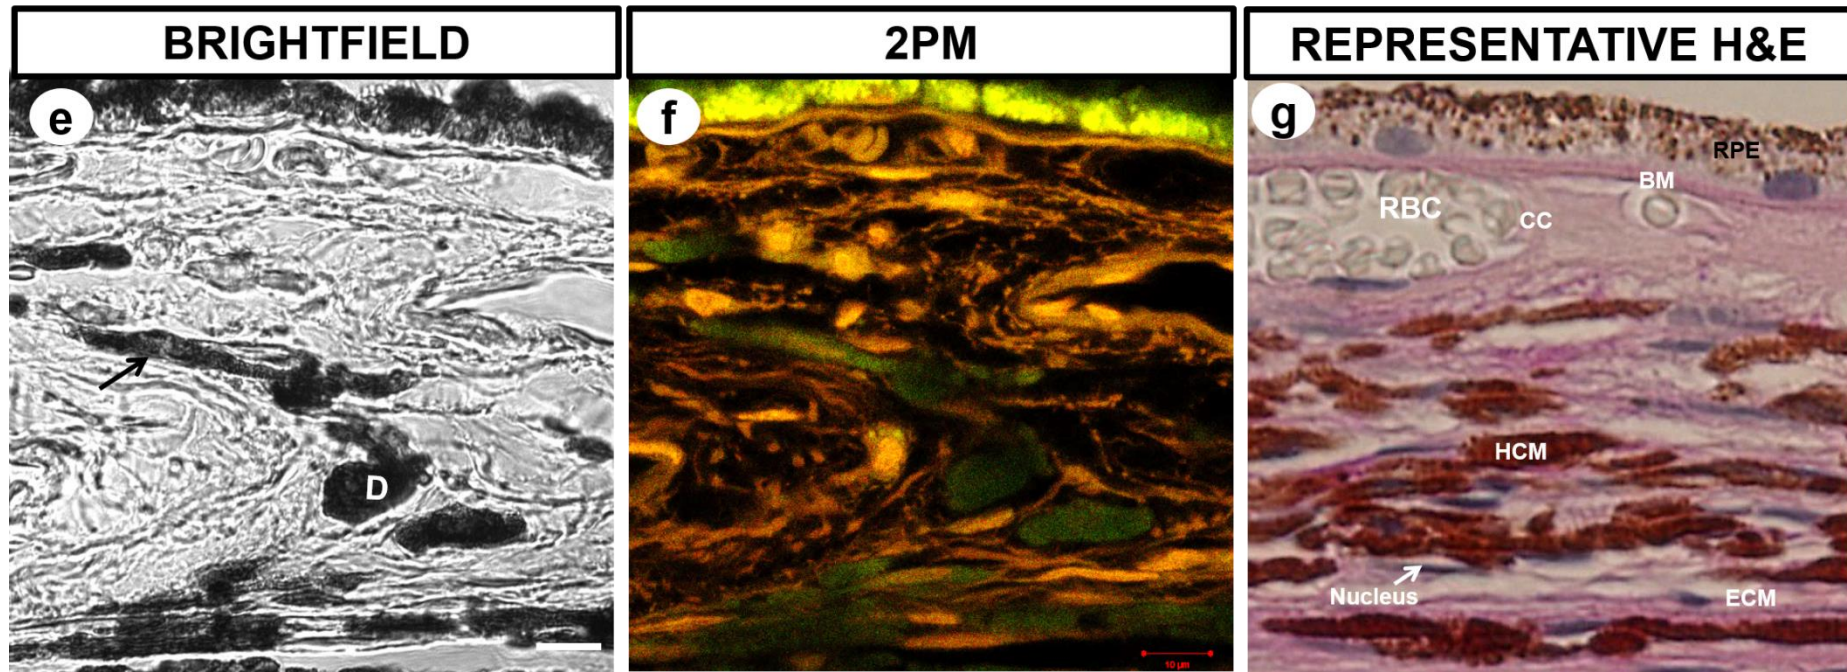 BRIGHTFIELD
2PM
REPRESENTATIVE H&E
e
f
g
RPE
BM
RBC
CC
D
HCM
Nucleus
ECM
10 µm